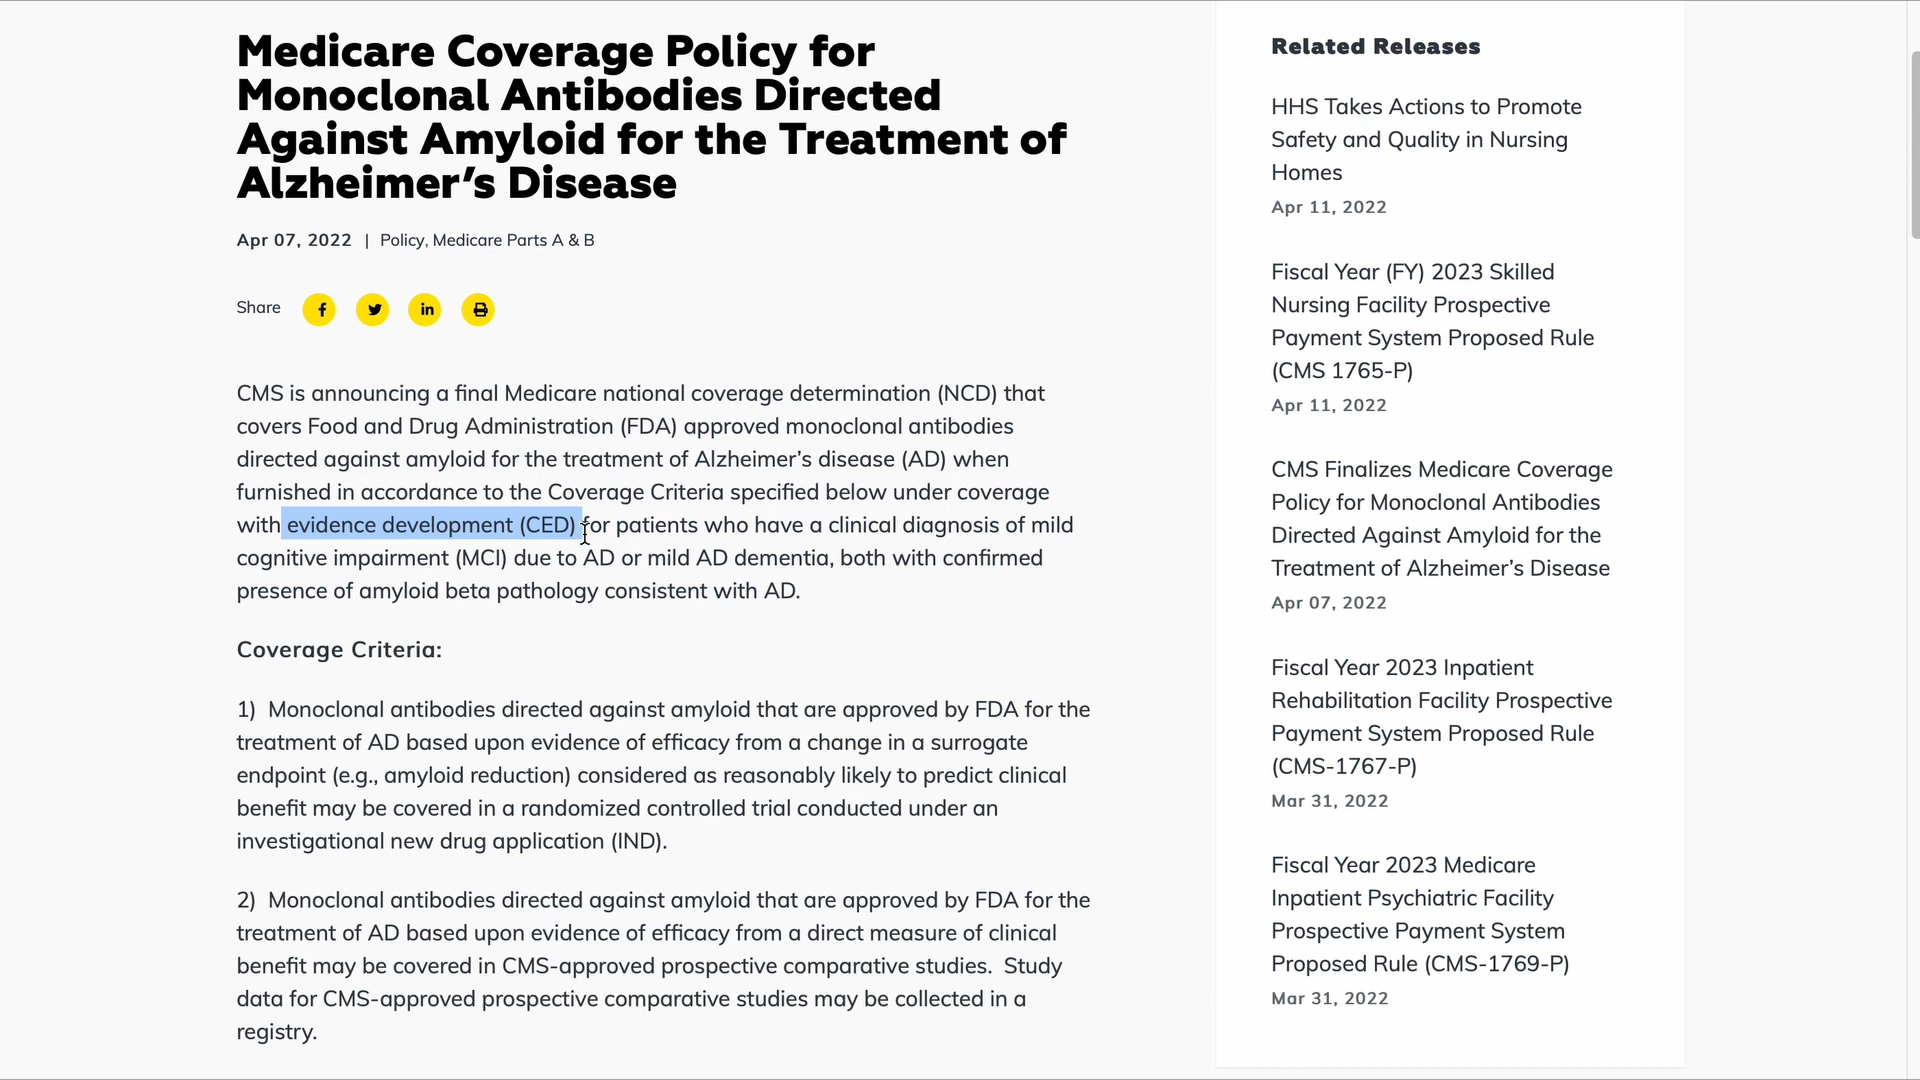 Medicare Coverage Policy for
Monoclonal Antibodies Directed
Against Amyloid for the Treatment of
Alzheimer’s Disease
Apr 07, 2022 | Policy, Medicare Parts A & B
Share
CMS is announcing a final Medicare national coverage determination (NCD) that
covers Food and Drug Administration (FDA) approved monoclonal antibodies
directed against amyloid for the treatment of Alzheimer’s disease (AD) when
furnished in accordance to the Coverage Criteria specified below under coverage
with evidence development (CED) for patients who have a clinical diagnosis of mild
cognitive impairment (MCI) due to AD or mild AD dementia, both with confirmed
presence of amyloid beta pathology consistent with AD.
Coverage Criteria:
1) Monoclonal antibodies directed against amyloid that are approved by FDA for the
treatment of AD based upon evidence of efficacy from a change in a surrogate
endpoint (e.g., amyloid reduction) considered as reasonably likely to predict clinical
benefit may be covered in a randomized controlled trial conducted under an
investigational new drug application (IND).
2) Monoclonal antibodies directed against amyloid that are approved by FDA for the
treatment of AD based upon evidence of efficacy from a direct measure of clinical
benefit may be covered in CMS-approved prospective comparative studies. Study
data for CMS-approved prospective comparative studies may be collected in a
registry.
Related Releases
HHS Takes Actions to Promote
Safety and Quality in Nursing
Homes
Apr 11, 2022
Fiscal Year (FY) 2023 Skilled
Nursing Facility Prospective
Payment System Proposed Rule
(CMS 1765-P)
Apr 11, 2022
CMS Finalizes Medicare Coverage
Policy for Monoclonal Antibodies
Directed Against Amyloid for the
Treatment of Alzheimer’s Disease
Apr 07, 2022
Fiscal Year 2023 Inpatient
Rehabilitation Facility Prospective
Payment System Proposed Rule
(CMS-1767-P)
Mar 31, 2022
Fiscal Year 2023 Medicare
Inpatient Psychiatric Facility
Prospective Payment System
Proposed Rule (CMS-1769-P)
Mar 31, 2022